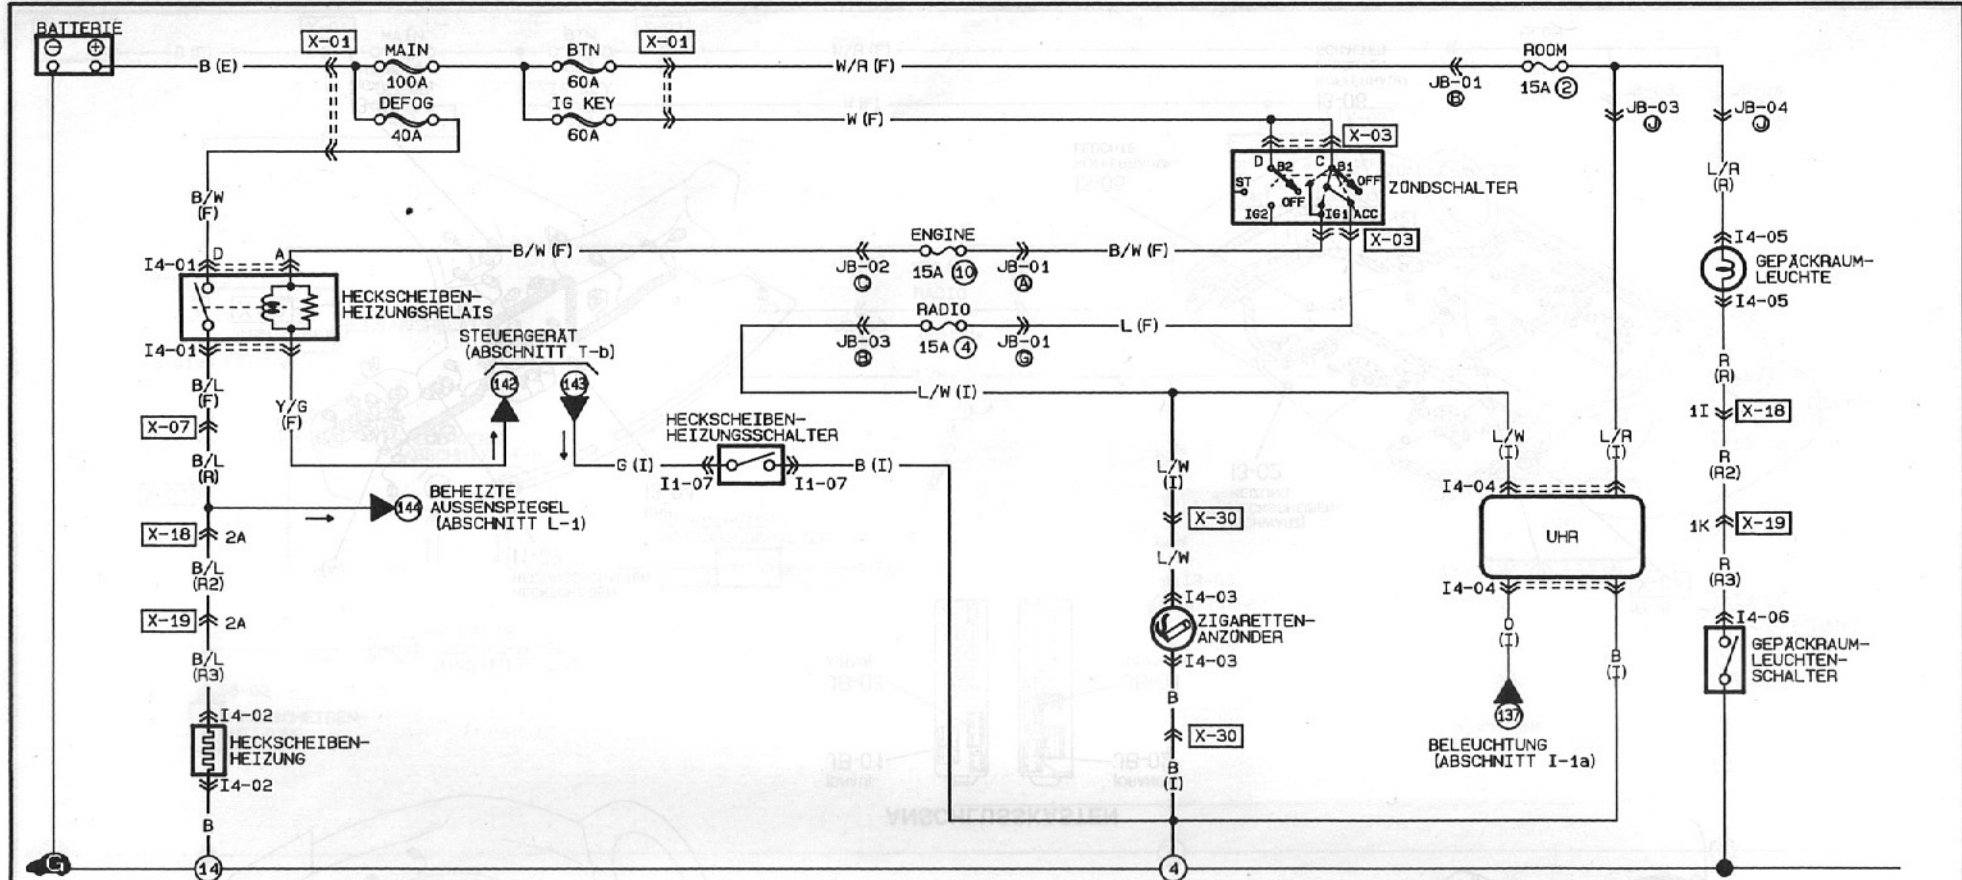 BATTERIE
B (E)
X-01
MAIN
100A
DEFOG
40A
BTN
60A
IG KEY
60A
X-01
W/R (F)
W (F)
JB-01
B
ROOM
15A 2
JB-03
J
JB-04
J
X-03
D
B2
C
B1
OFF
ST
OFF
IG2
IG1
ACC
ZÜNDSCHALTER
X-03
L/R
(R)
B/W
(F)
I4-01
D
A
B/W (F)
JB-02
C
ENGINE
15A 10
JB-01
A
B/W (F)
HECKSCHEIBEN-
HEIZUNGSRELAIS
RADIO
JB-03
B
15A 4
JB-01
G
L (F)
I4-05
GEPÄCKRAUM-
LEUCHTE
I4-05
I4-01
STEUERGERÄT
(ABSCHNITT T-b)
142
143
B/L
(F)
Y/G
(F)
L/W (I)
R
(R)
X-07
HECKSCHEIBEN-
HEIZUNGSSCHALTER
1I
X-18
G (I)
I1-07
I1-07
B (I)
L/W
(I)
L/W
(I)
L/R
(I)
B/L
(R)
R
(R2)
144
BEHEIZTE
AUSSENSPIEGEL
(ABSCHNITT L-1)
I4-04
X-18
2A
X-30
UHR
1K
X-19
B/L
(R2)
L/W
R
(R3)
I4-04
X-19
2A
I4-03
ZIGARETTEN-
ANZÜNDER
I4-03
O
(I)
B
(I)
I4-06
GEPÄCKRAUM-
LEUCHTEN-
SCHALTER
B/L
(R3)
B
I4-02
HECKSCHEIBEN-
HEIZUNG
I4-02
X-30
137
BELEUCHTUNG
(ABSCHNITT I-1a)
B
(I)
B
G
14
4